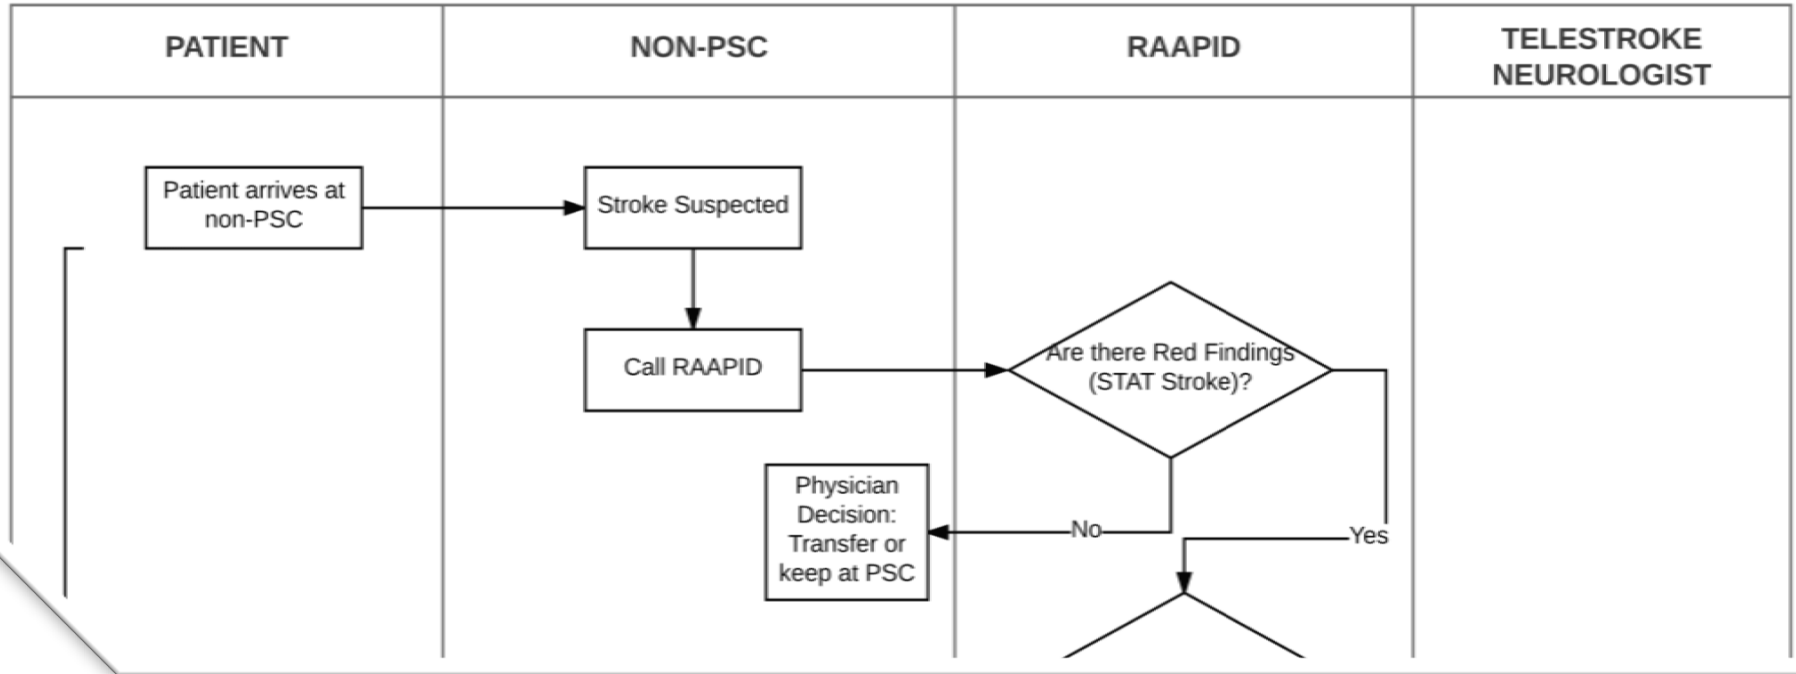 PATIENT
NON-PSC
RAAPID
TELESTROKE
NEUROLOGIST
Patient arrives at
non-PSC
Stroke Suspected
Call RAAPID
Are there Red Findings
(STAT Stroke)?
Physician
Decision:
Transfer or
keep at PSC
No
Yes